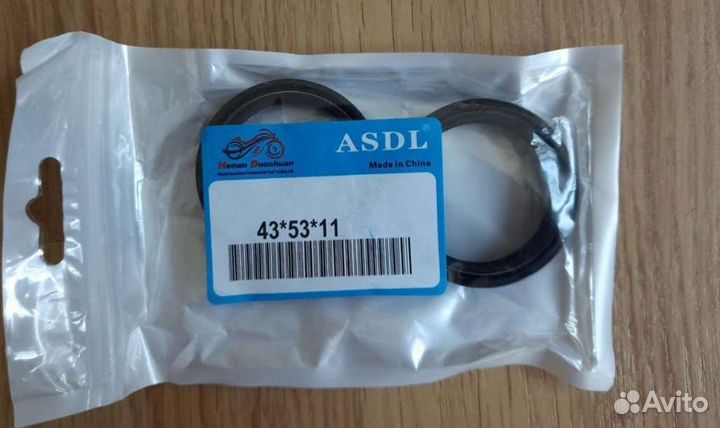 ASDL®
Henan Duochuan
Made in China
43*53*11
Avito